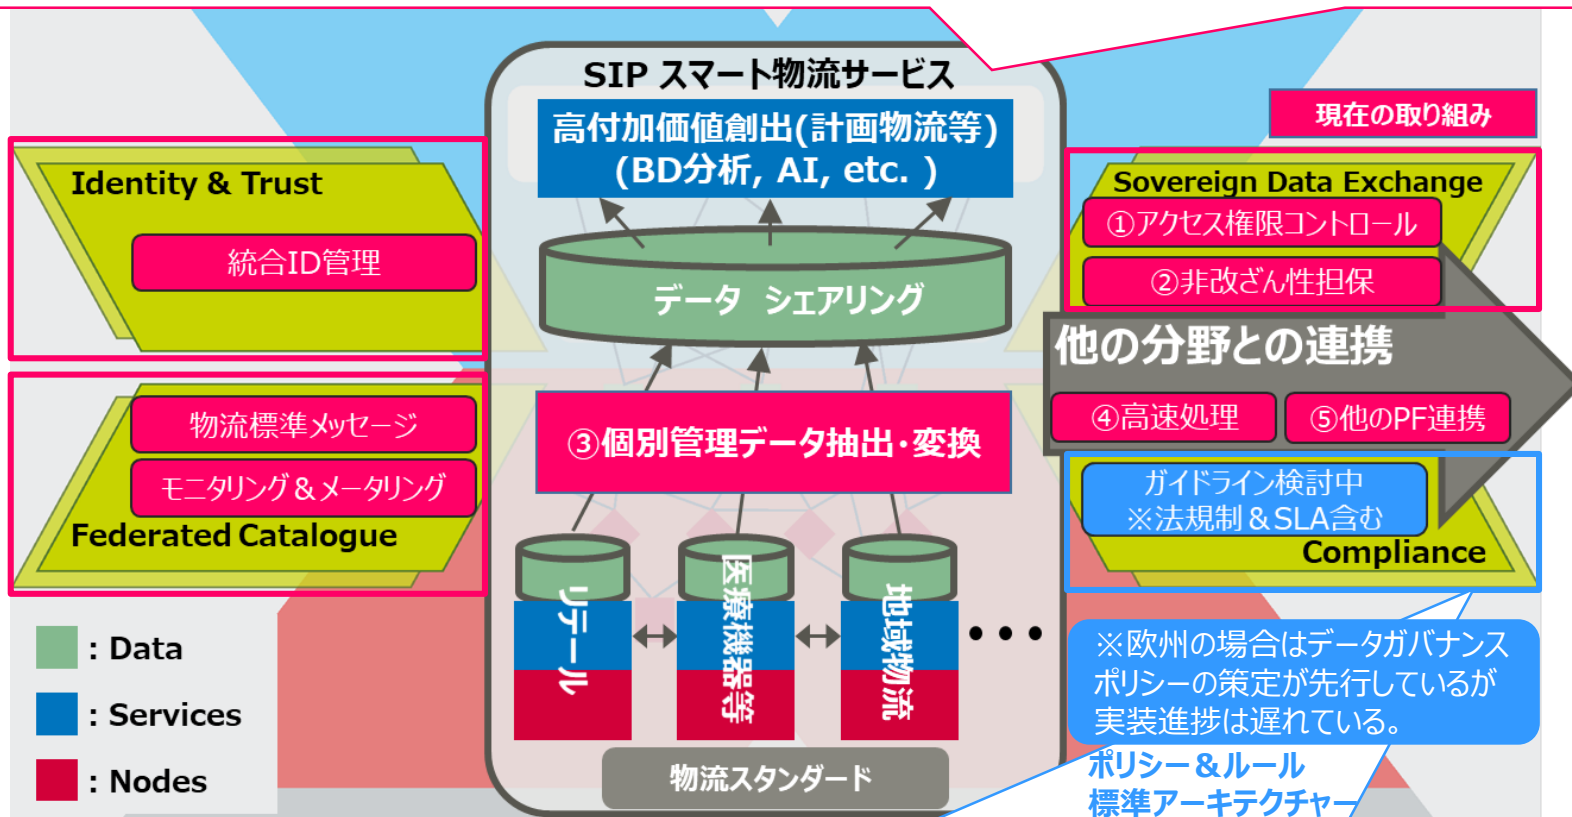 SIP スマート物流サービス
高付加価値創出(計画物流等)
(BD分析, AI, etc. )
現在の取り組み
Identity & Trust
統合ID管理
Sovereign Data Exchange
①アクセス権限コントロール
②非改ざん性担保
データ シェアリング
他の分野との連携
④高速処理
⑤他のPF連携
物流標準メッセージ
モニタリング＆メータリング
Federated Catalogue
③個別管理データ抽出・変換
ガイドライン検討中
※法規制＆SLA含む
Compliance
リテール
医療機器等
地域物流
•••
: Data
: Services
: Nodes
※欧州の場合はデータガバナンス
ポリシーの策定が先行しているが
実装進捗は遅れている。
物流スタンダード
ポリシー＆ルール
標準アーキテクチャー